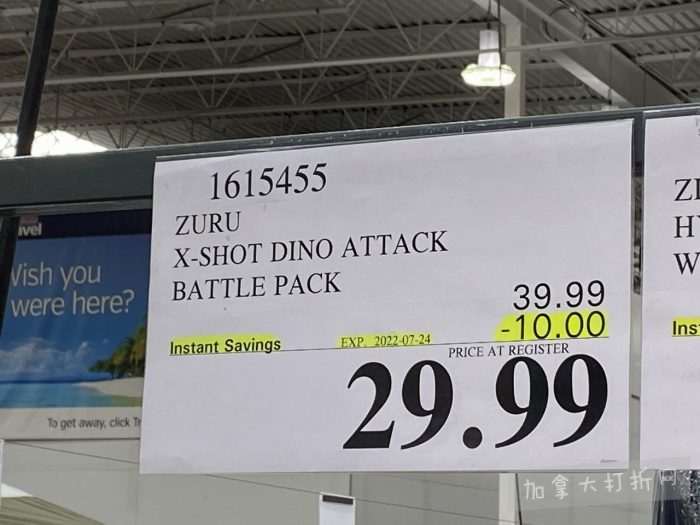 1615455
ZURU
X-SHOT DINO ATTACK
BATTLE PACK
39.99
Instant Savings EXP. 2022-07-24 -10.00
PRICE AT REGISTER
29.99
Wish you
were here?
To get away, click
加拿大打折网